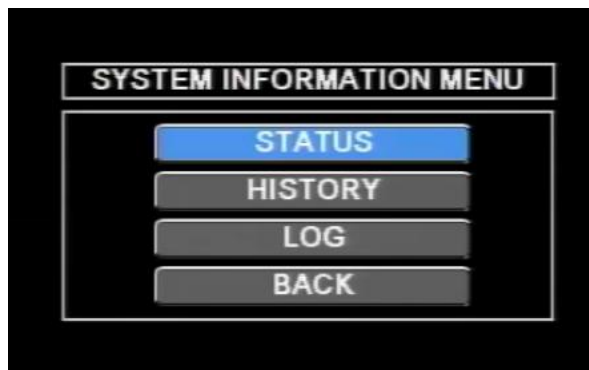 SYSTEM INFORMATION MENU
STATUS
HISTORY
LOG
BACK